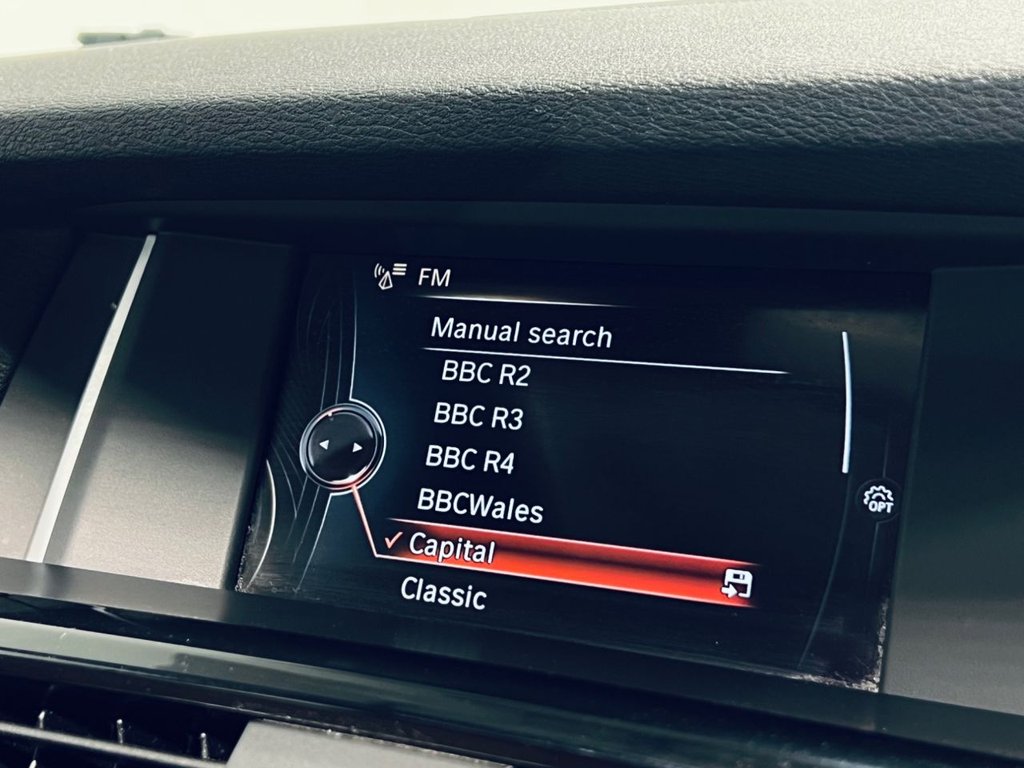 FM
Manual search
BBC R2
BBC R3
BBC R4
BBCWales
Capital
Classic
OPT